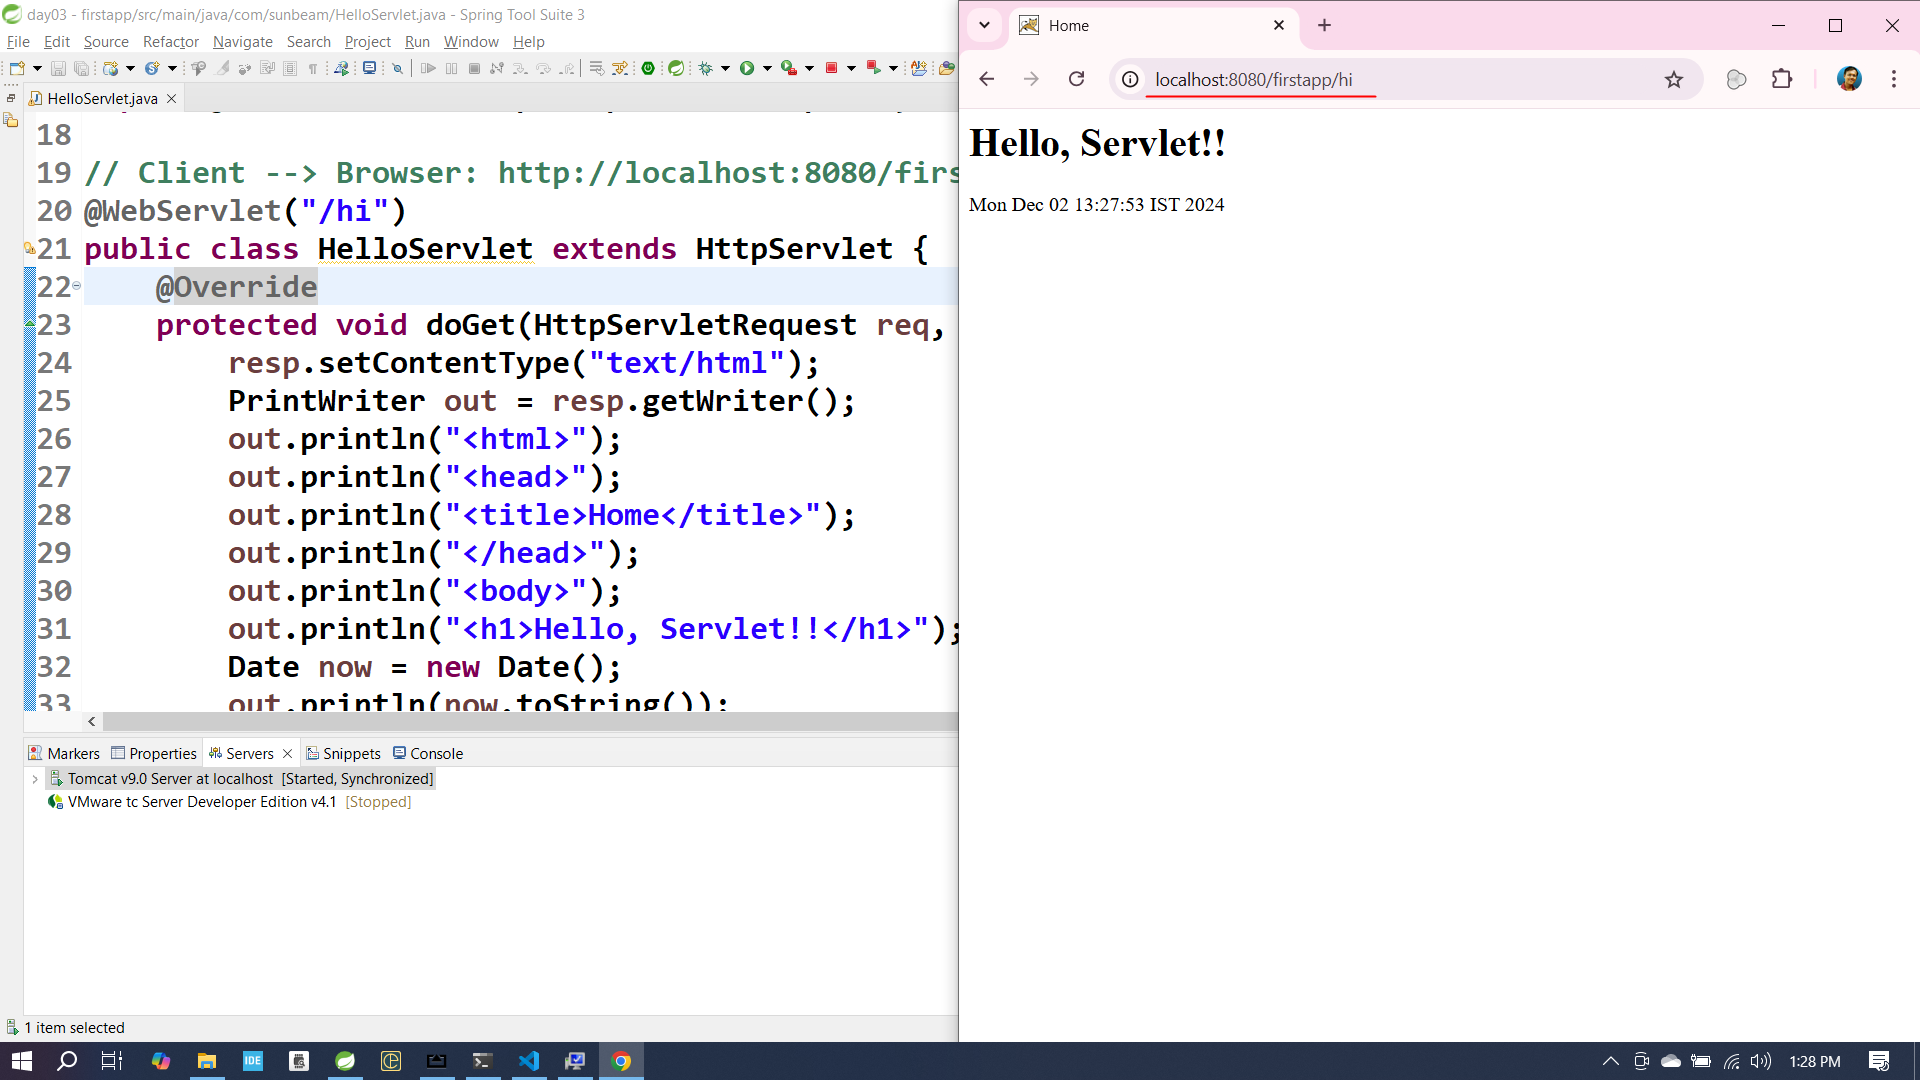 day03 - firstapp/src/main/java/com/sunbeam/HelloServlet.java - Spring Tool Suite 3
File Edit Source Refactor Navigate Search Project Run Window Help
HelloServlet.java
18
19 // Client --> Browser: http://localhost:8080/firs
20 @WebServlet("/hi")
21 public class HelloServlet extends HttpServlet {
22 @Override
23 protected void doGet(HttpServletRequest req,
24 resp.setContentType("text/html");
25 PrintWriter out = resp.getWriter();
26 out.println("<html>");
27 out.println("<head>");
28 out.println("<title>Home</title>");
29 out.println("</head>");
30 out.println("<body>");
31 out.println("<h1>Hello, Servlet!!</h1>");
32 Date now = new Date();
33 out.println(now.toString());
Markers Properties Servers Snippets Console
Tomcat v9.0 Server at localhost [Started, Synchronized]
VMware tc Server Developer Edition v4.1 [Stopped]
1 item selected
Home
localhost:8080/firstapp/hi
Hello, Servlet!!
Mon Dec 02 13:27:53 IST 2024
IDE
1:28 PM